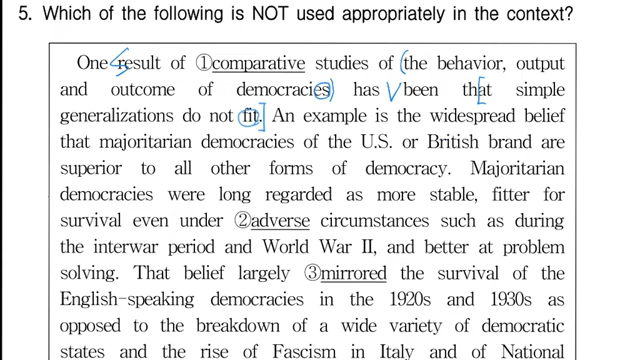 5. Which of the following is NOT used appropriately in the context?
One result of ①comparative studies of the behavior, output
and outcome of democracies has been that simple
generalizations do not fit. An example is the widespread belief
that majoritarian democracies of the U.S. or British brand are
superior to all other forms of democracy. Majoritarian
democracies were long regarded as more stable, fitter for
survival even under ②adverse circumstances such as during
the interwar period and World War II, and better at problem
solving. That belief largely ③mirrored the survival of the
English-speaking democracies in the 1920s and 1930s as
opposed to the breakdown of a wide variety of democratic
states and the rise of Fascism in Italy and of National